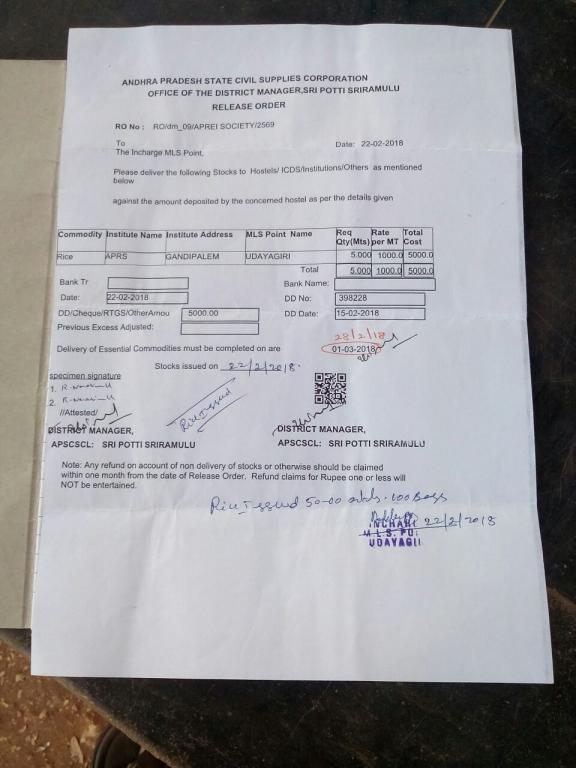 ANDHRA PRADESH STATE CIVIL SUPPLIES CORPORATION
OFFICE OF THE DISTRICT MANAGER,SRI POTTI SRIRAMULU
RELEASE ORDER
RO No : RO/dm_09/APREI SOCIETY/2569
To Date: 22-02-2018
The Incharge MLS Point,
Please deliver the following Stocks to Hostels/ ICDS/Institutions/Others as mentioned
below
against the amount deposited by the concerned hostel as per the details given
Commodity Institute Name Institute Address MLS Point Name Req Qty(Mts) Rate per MT Total Cost
Rice APRS GANDIPALEM UDAYAGIRI 5.000 1000.0 5000.0
Total 5.000 1000.0 5000.0
Bank Tr Bank Name:
Date: 22-02-2018 DD No: 398228
DD/Cheque/RTGS/OtherAmou 5000.00 DD Date: 15-02-2018
Previous Excess Adjusted:
28/2/18
Delivery of Essential Commodities must be completed on are 01-03-2018
Stocks issued on 22/2/2018.
specimen signature
1.
2.
//Attested/
Rice Issued
DISTRICT MANAGER, DISTRICT MANAGER,
APSCSCL: SRI POTTI SRIRAMULU APSCSCL: SRI POTTI SRIRAMULU
Note: Any refund on account of non delivery of stocks or otherwise should be claimed
within one month from the date of Release Order. Refund claims for Rupee one or less will
NOT be entertained.
Rice Issued 50-00 100 Bags
22/2/2018
INCHAR
M.L.S. POI
UDAYAGII